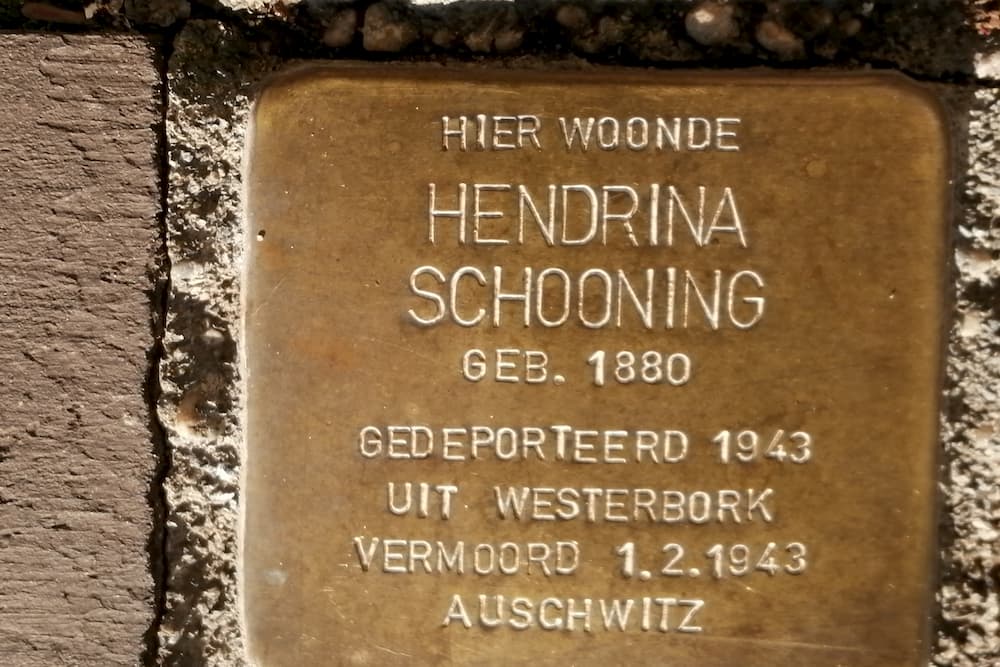 HIER WOONDE
HENDRINA
SCHOONING
GEB. 1880
GEDEPORTEERD 1943
UIT WESTERBORK
VERMOORD 1.2.1943
AUSCHWITZ